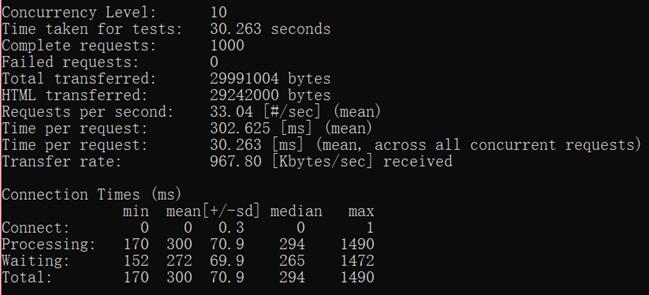 Concurrency Level:      10
Time taken for tests:   30.263 seconds
Complete requests:      1000
Failed requests:        0
Total transferred:      29991004 bytes
HTML transferred:       29242000 bytes
Requests per second:    33.04 [#/sec] (mean)
Time per request:       302.625 [ms] (mean)
Time per request:       30.263 [ms] (mean, across all concurrent requests)
Transfer rate:          967.80 [Kbytes/sec] received

Connection Times (ms)
              min  mean[+/-sd] median   max
Connect:        0    0   0.3      0       1
Processing:   170  300  70.9    294    1490
Waiting:      152  272  69.9    265    1472
Total:        170  300  70.9    294    1490